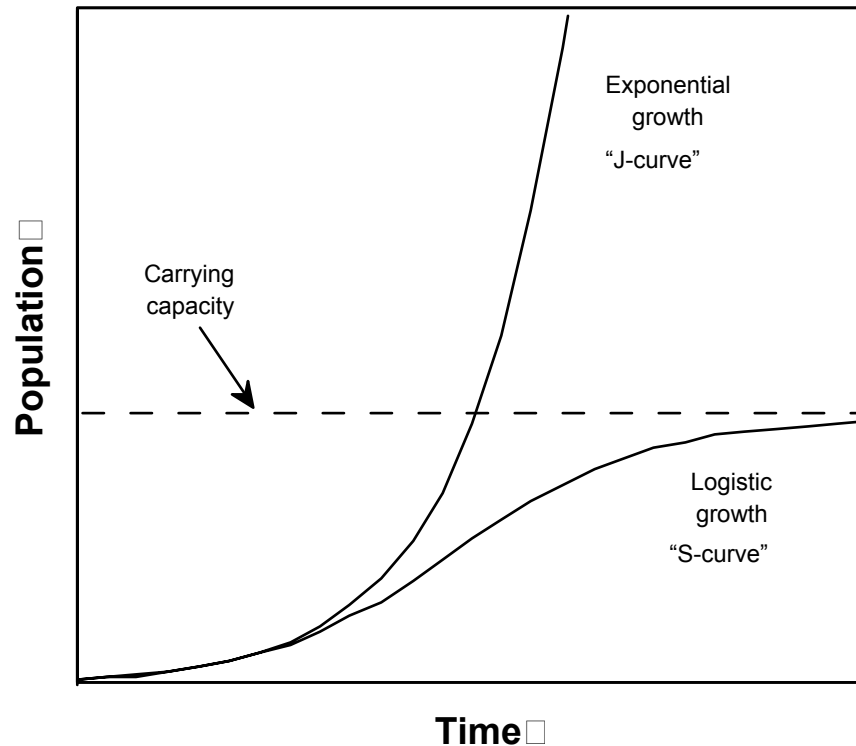 Exponential
growth
“J-curve”
Carrying
capacity
Population
Logistic
growth
“S-curve”
Time